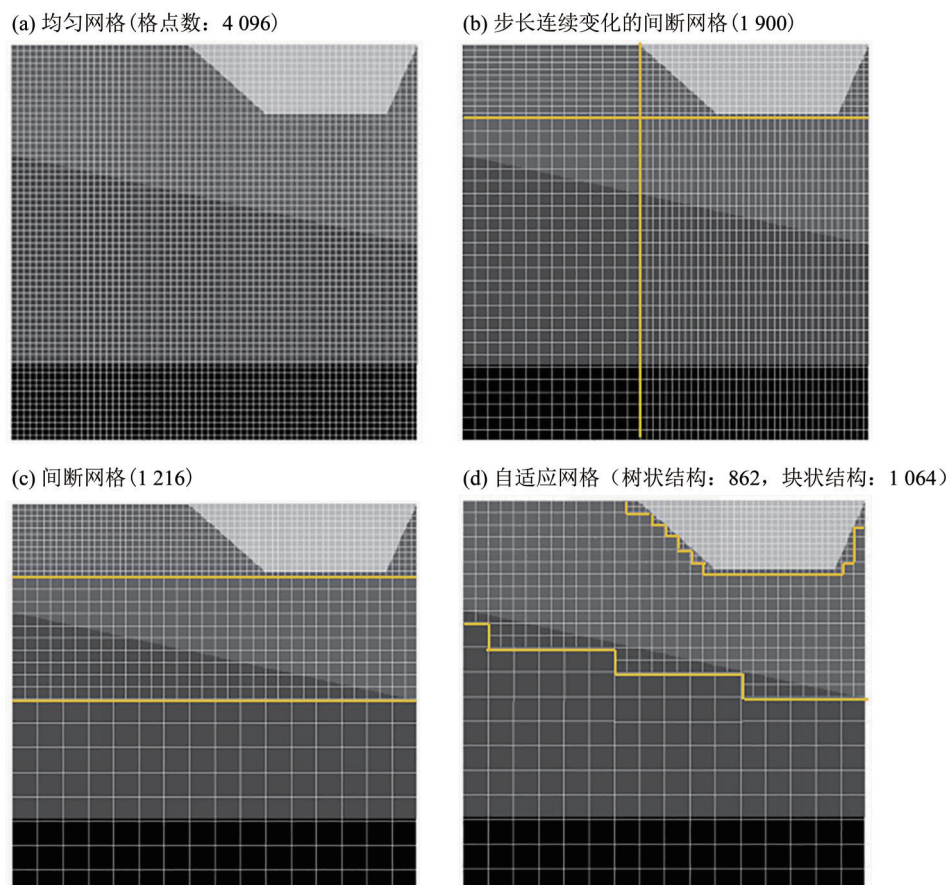 (a) 均匀网格(格点数：4 096)
(b) 步长连续变化的间断网格(1 900)
(c) 间断网格(1 216)
(d) 自适应网格（树状结构：862，块状结构：1 064）